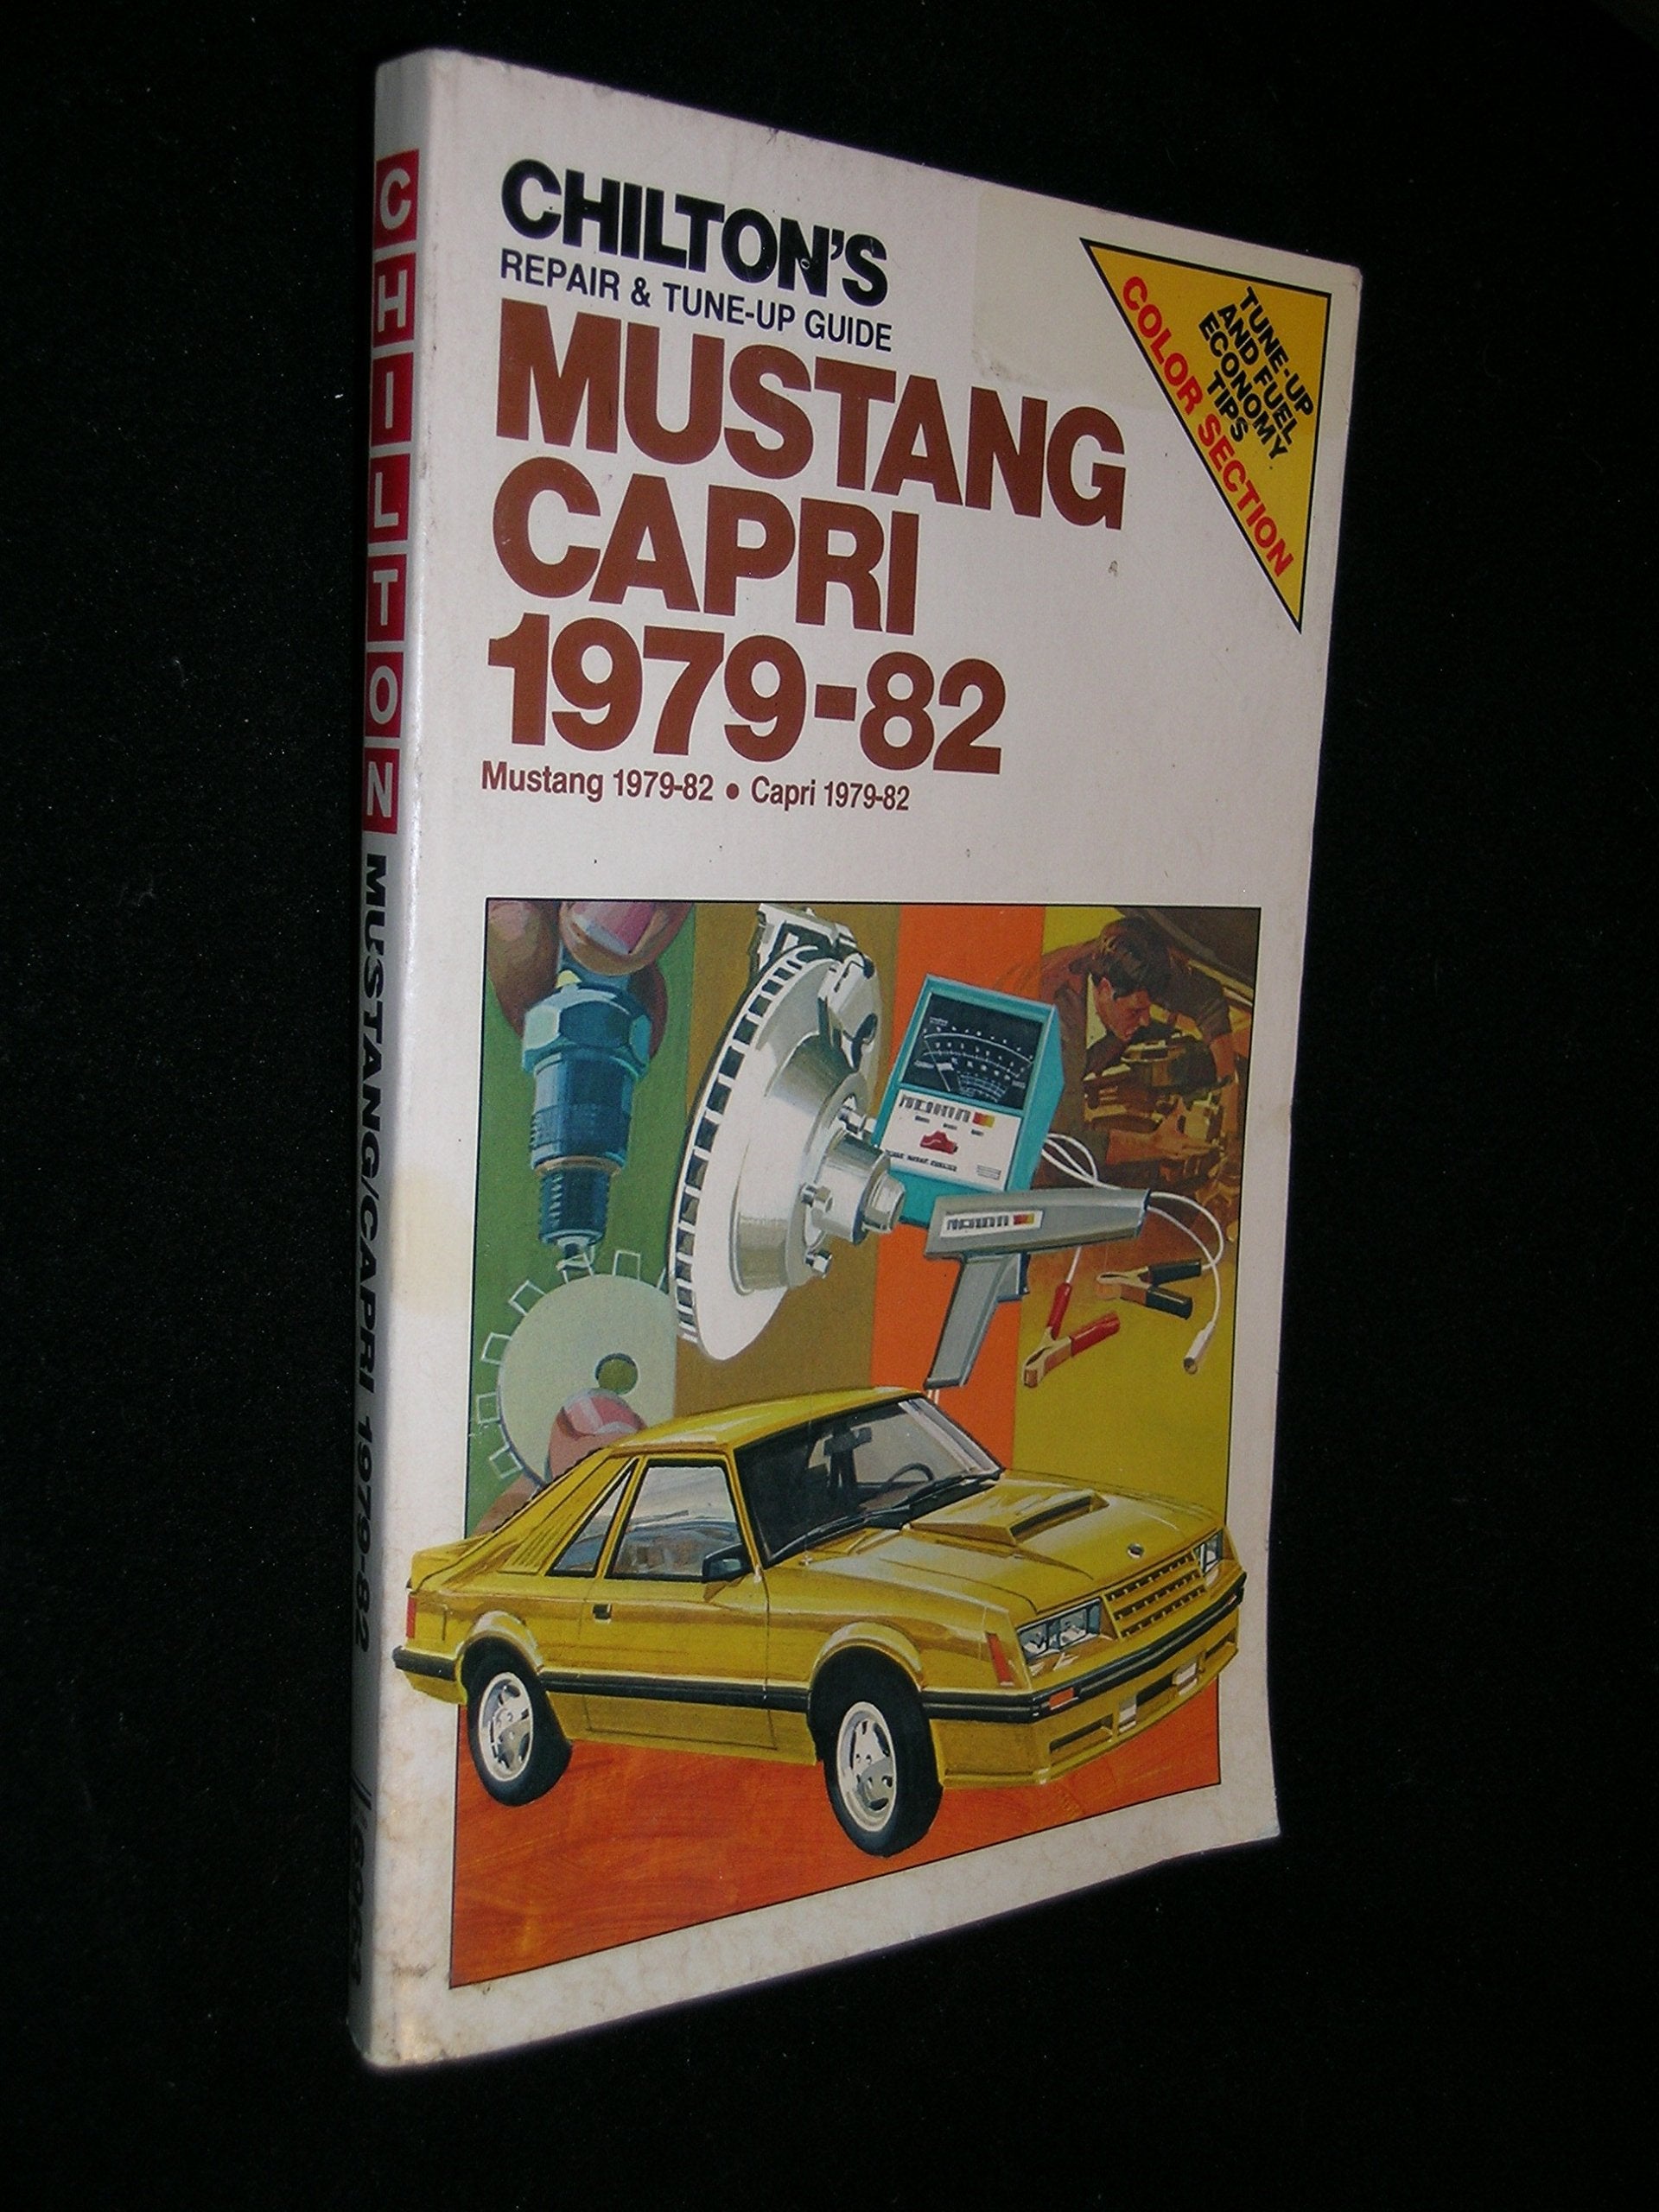 CHILTON'S
REPAIR & TUNE-UP GUIDE
MUSTANG
CAPRI
1979-82
Mustang 1979-82 • Capri 1979-82
TUNE-UP
AND FUEL
ECONOMY
TIPS
COLOR SECTION
CHILTON MUSTANG/CAPRI 1979-82